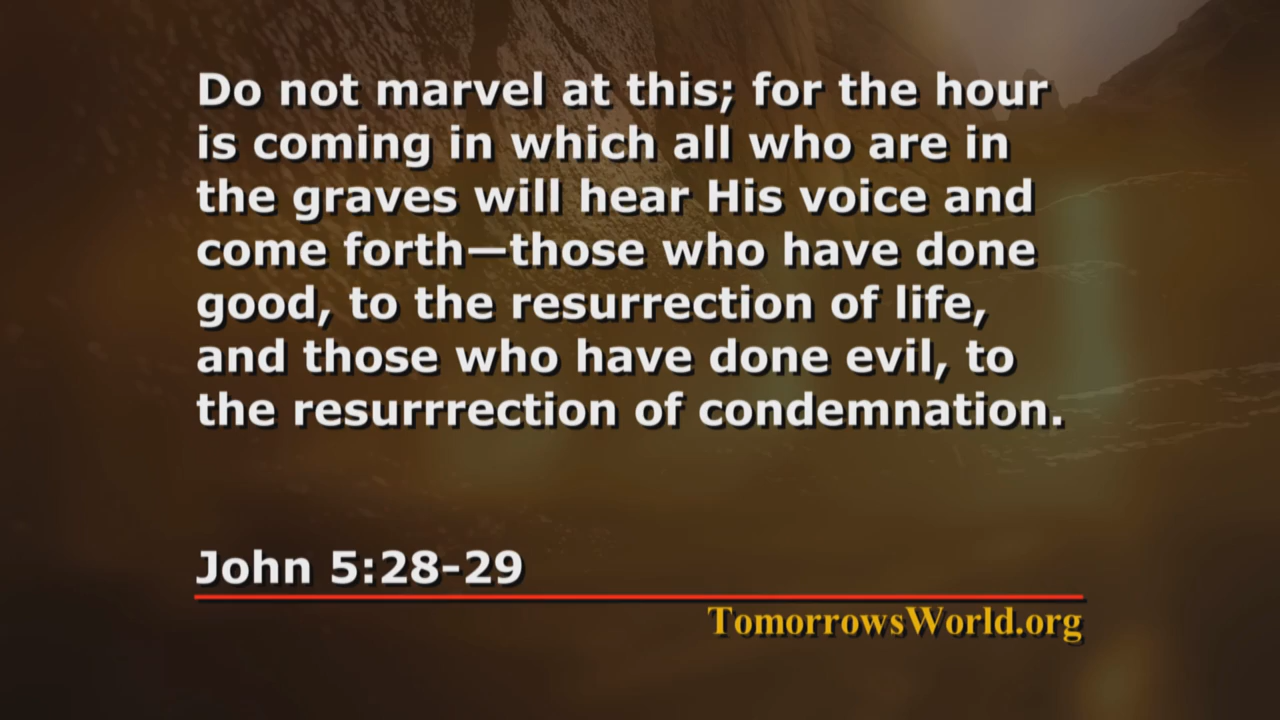 Do not marvel at this; for the hour
is coming in which all who are in
the graves will hear His voice and
come forth—those who have done
good, to the resurrection of life,
and those who have done evil, to
the resurrrection of condemnation.
John 5:28-29
TomorrowsWorld.org